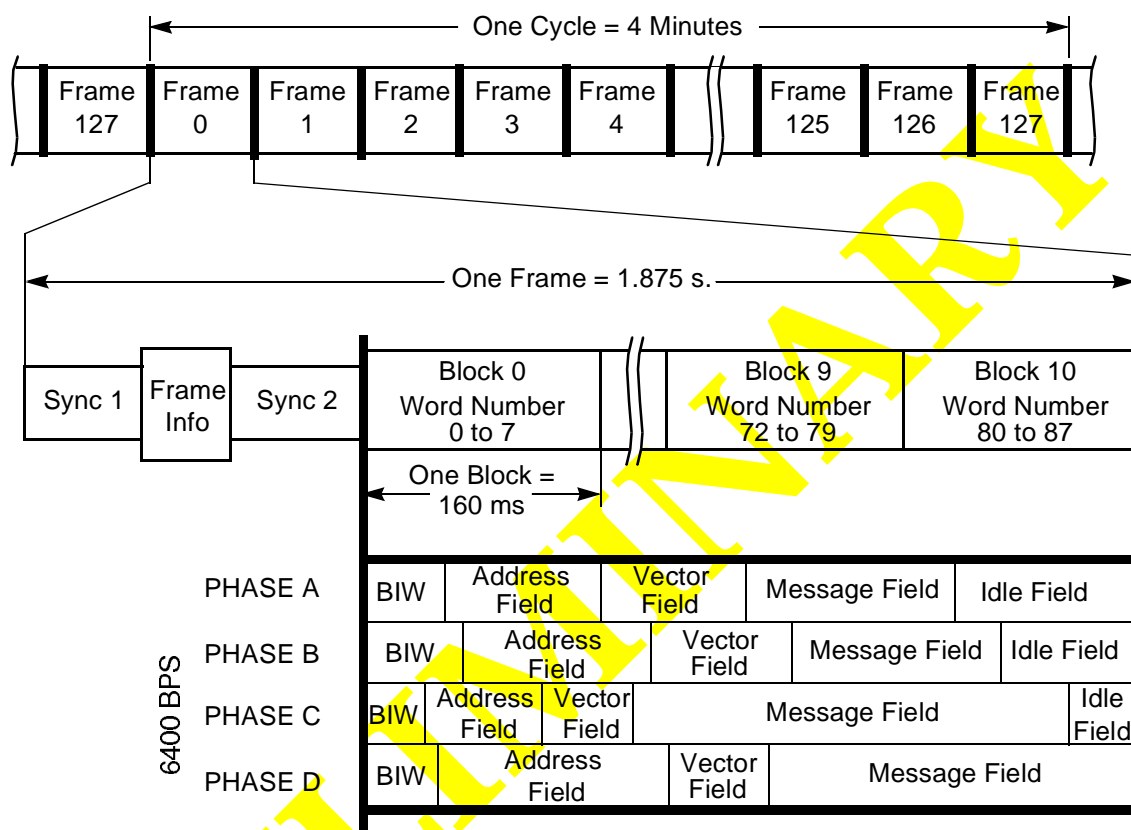 One Cycle = 4 Minutes
Frame 127
Frame 0
Frame 1
Frame 2
Frame 3
Frame 4
Frame 125
Frame 126
Frame 127
One Frame = 1.875 s.
Sync 1
Frame Info
Sync 2
Block 0
Word Number
0 to 7
Block 9
Word Number
72 to 79
Block 10
Word Number
80 to 87
One Block =
160 ms
6400 BPS
PHASE A
BIW
Address Field
Vector Field
Message Field
Idle Field
PHASE B
BIW
Address Field
Vector Field
Message Field
Idle Field
PHASE C
BIW
Address Field
Vector Field
Message Field
Idle Field
PHASE D
BIW
Address Field
Vector Field
Message Field
LIMINARY